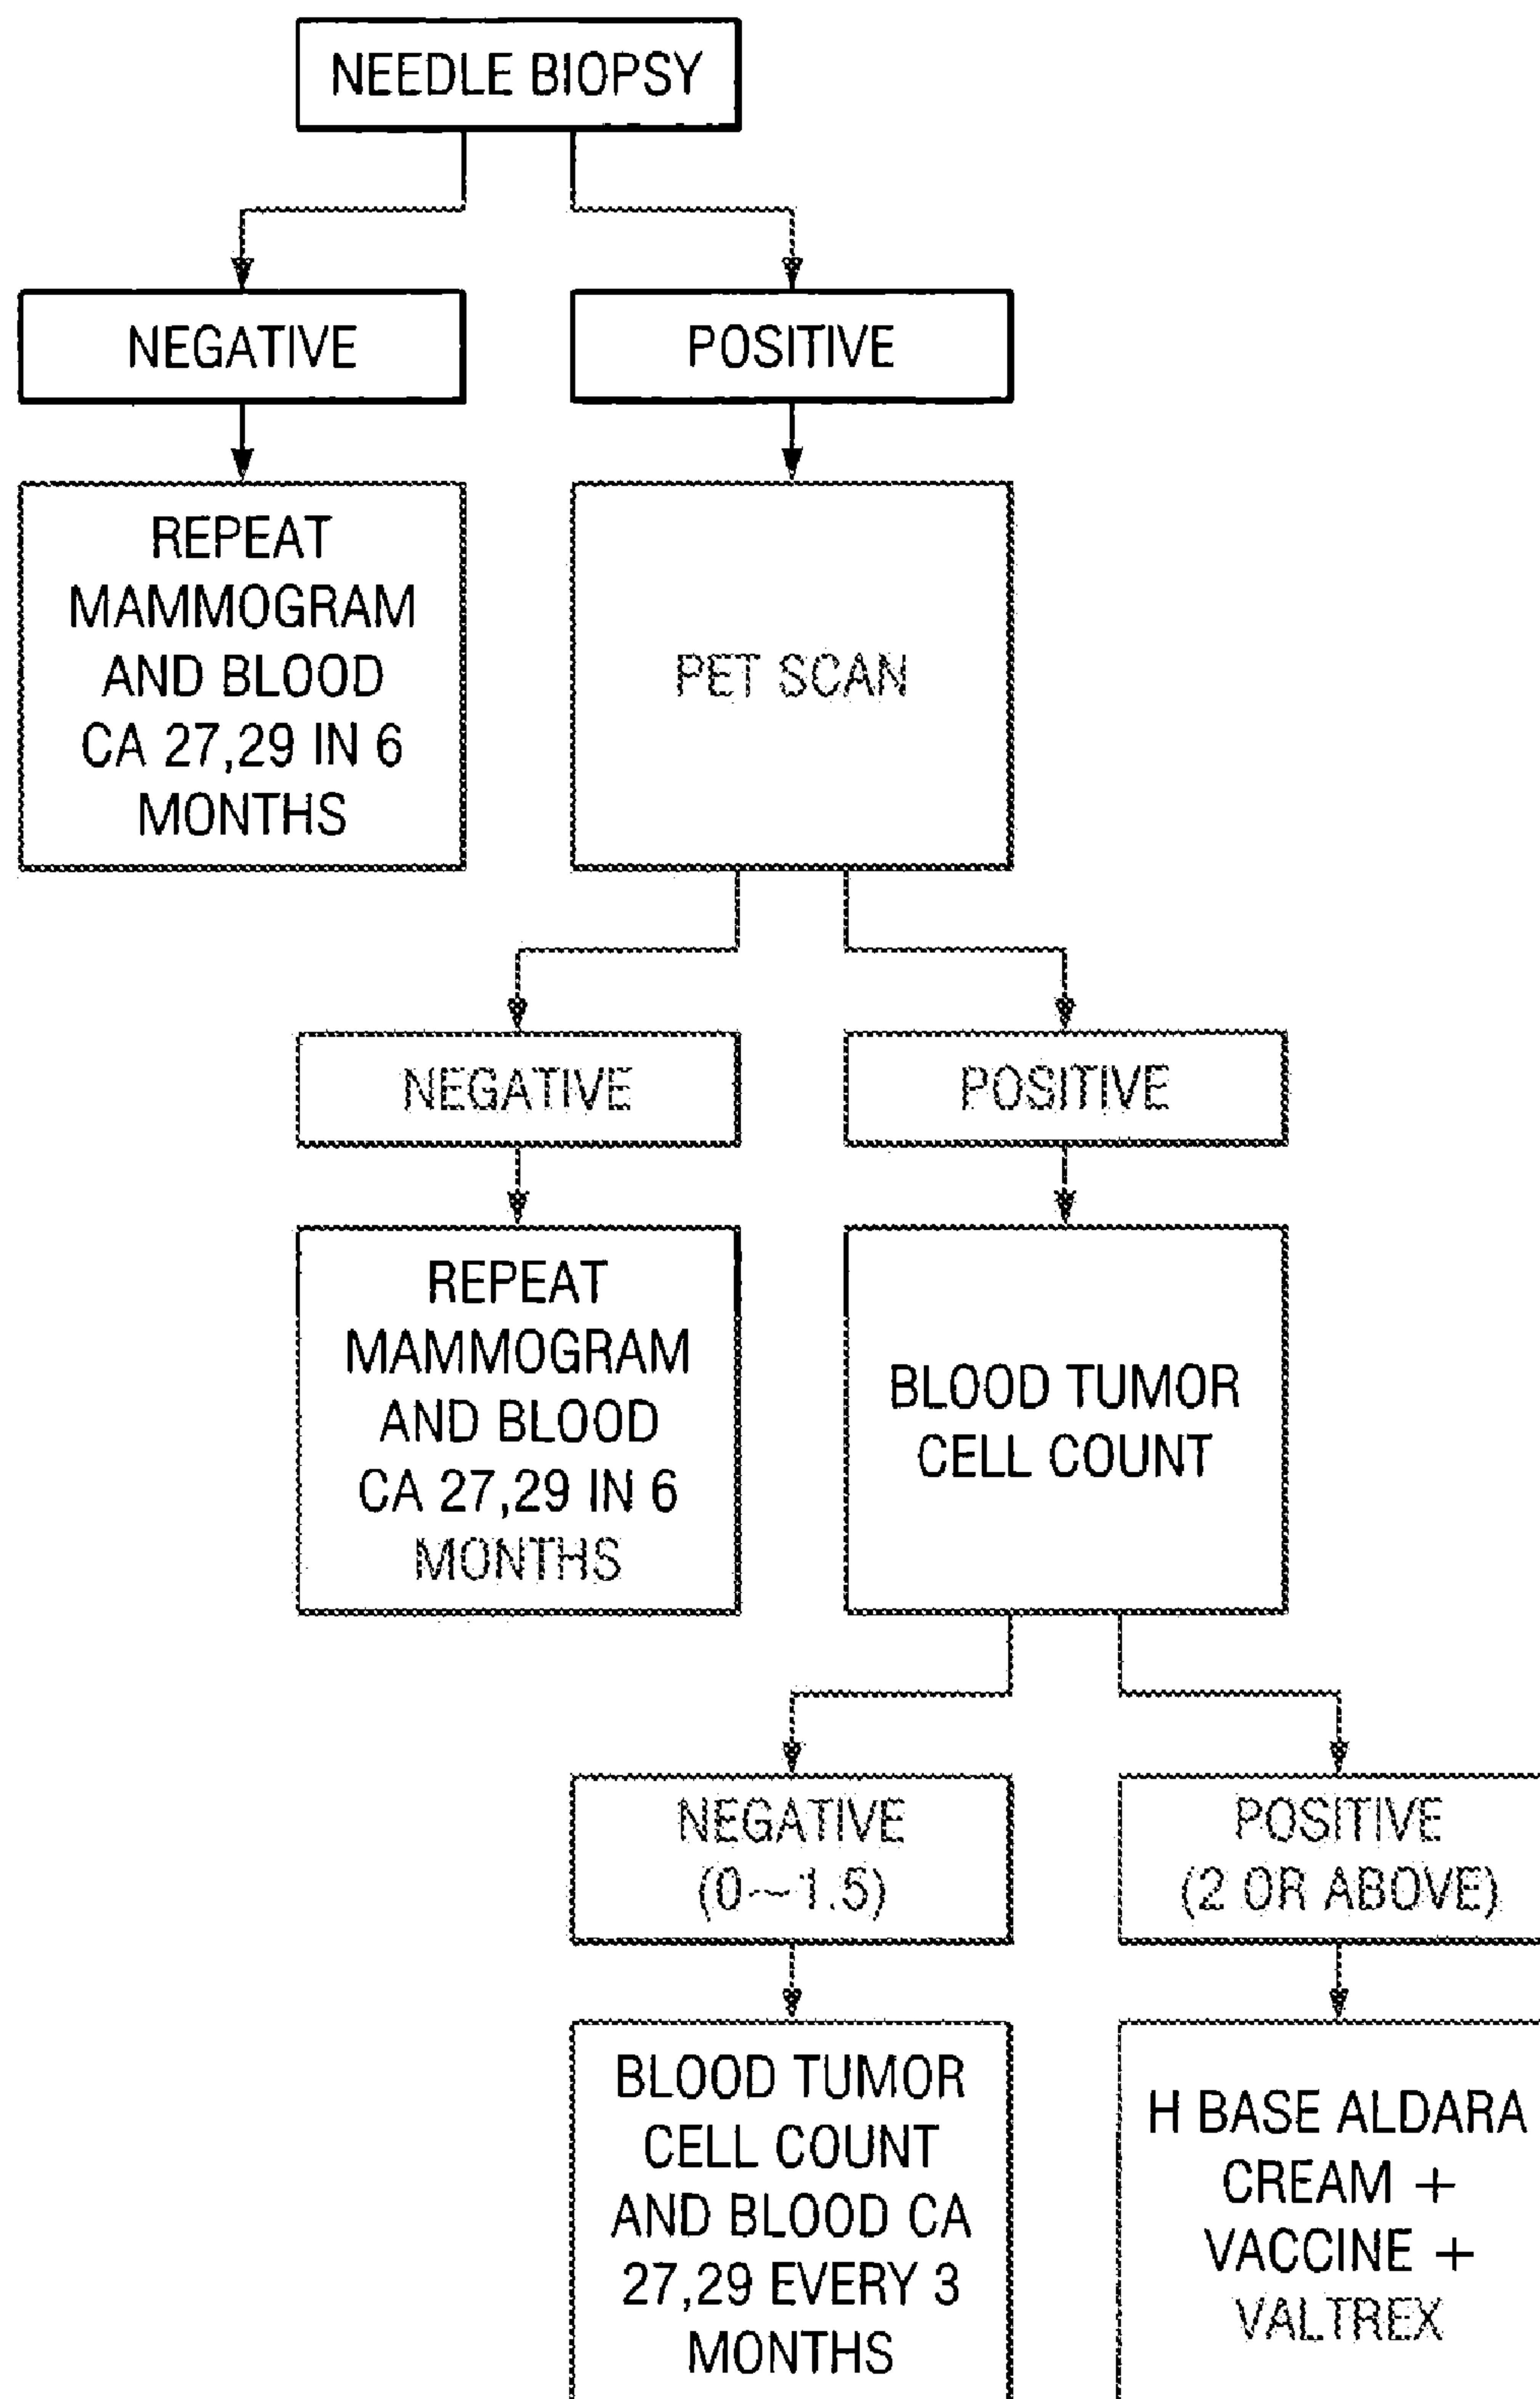 NEEDLE BIOPSY
NEGATIVE
POSITIVE
REPEAT
MAMMOGRAM
AND BLOOD
CA 27,29 IN 6
MONTHS
PET SCAN
NEGATIVE
POSITIVE
REPEAT
MAMMOGRAM
AND BLOOD
CA 27,29 IN 6
MONTHS
BLOOD TUMOR
CELL COUNT
NEGATIVE
(0—1.5)
POSITIVE
(2 OR ABOVE)
BLOOD TUMOR
CELL COUNT
AND BLOOD CA
27,29 EVERY 3
MONTHS
H BASE ALDARA
CREAM +
VACCINE +
VALTREX